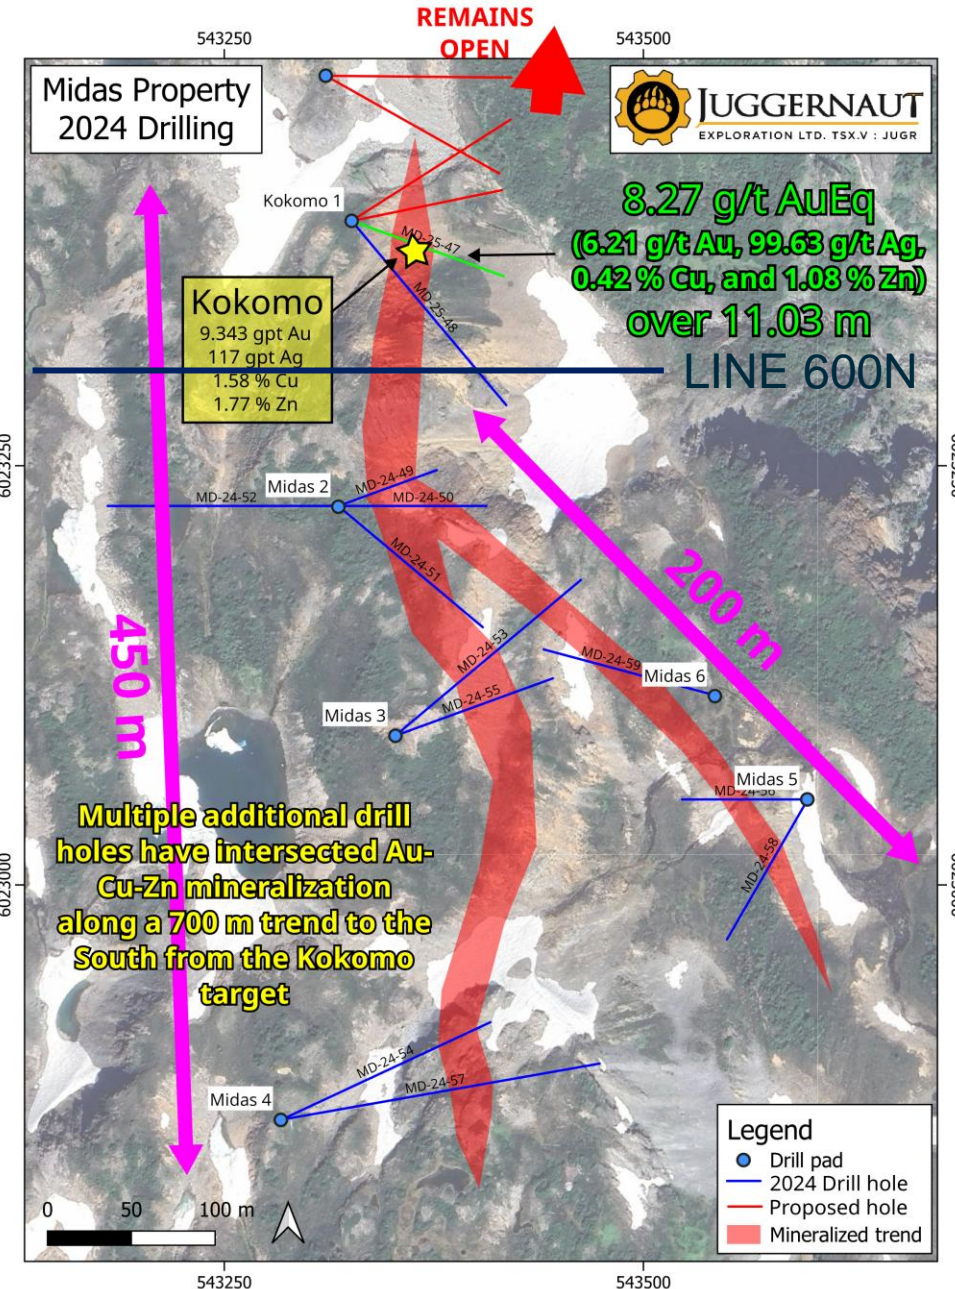 REMAINS
OPEN
543250
543500
Midas Property
2024 Drilling
JUGGERNAUT
EXPLORATION LTD. TSX.V : JUGR
8.27 g/t AuEq
(6.21 g/t Au, 99.63 g/t Ag,
0.42 % Cu, and 1.08 % Zn)
over 11.03 m
Kokomo 1
MD-25-47
MD-25-48
Kokomo
9.343 gpt Au
117 gpt Ag
1.58 % Cu
1.77 % Zn
LINE 600N
6023250
Midas 2
MD-24-49
MD-24-52
MD-24-50
MD-24-51
200 m
450 m
MD-24-53
MD-24-59
Midas 6
MD-24-55
Midas 3
Midas 5
MD-24-56
MD-24-58
Multiple additional drill
holes have intersected Au-
Cu-Zn mineralization
along a 700 m trend to the
South from the Kokomo
target
6023000
MD-24-54
MD-24-57
Midas 4
Legend
Drill pad
2024 Drill hole
Proposed hole
Mineralized trend
0 50 100 m
543250
543500